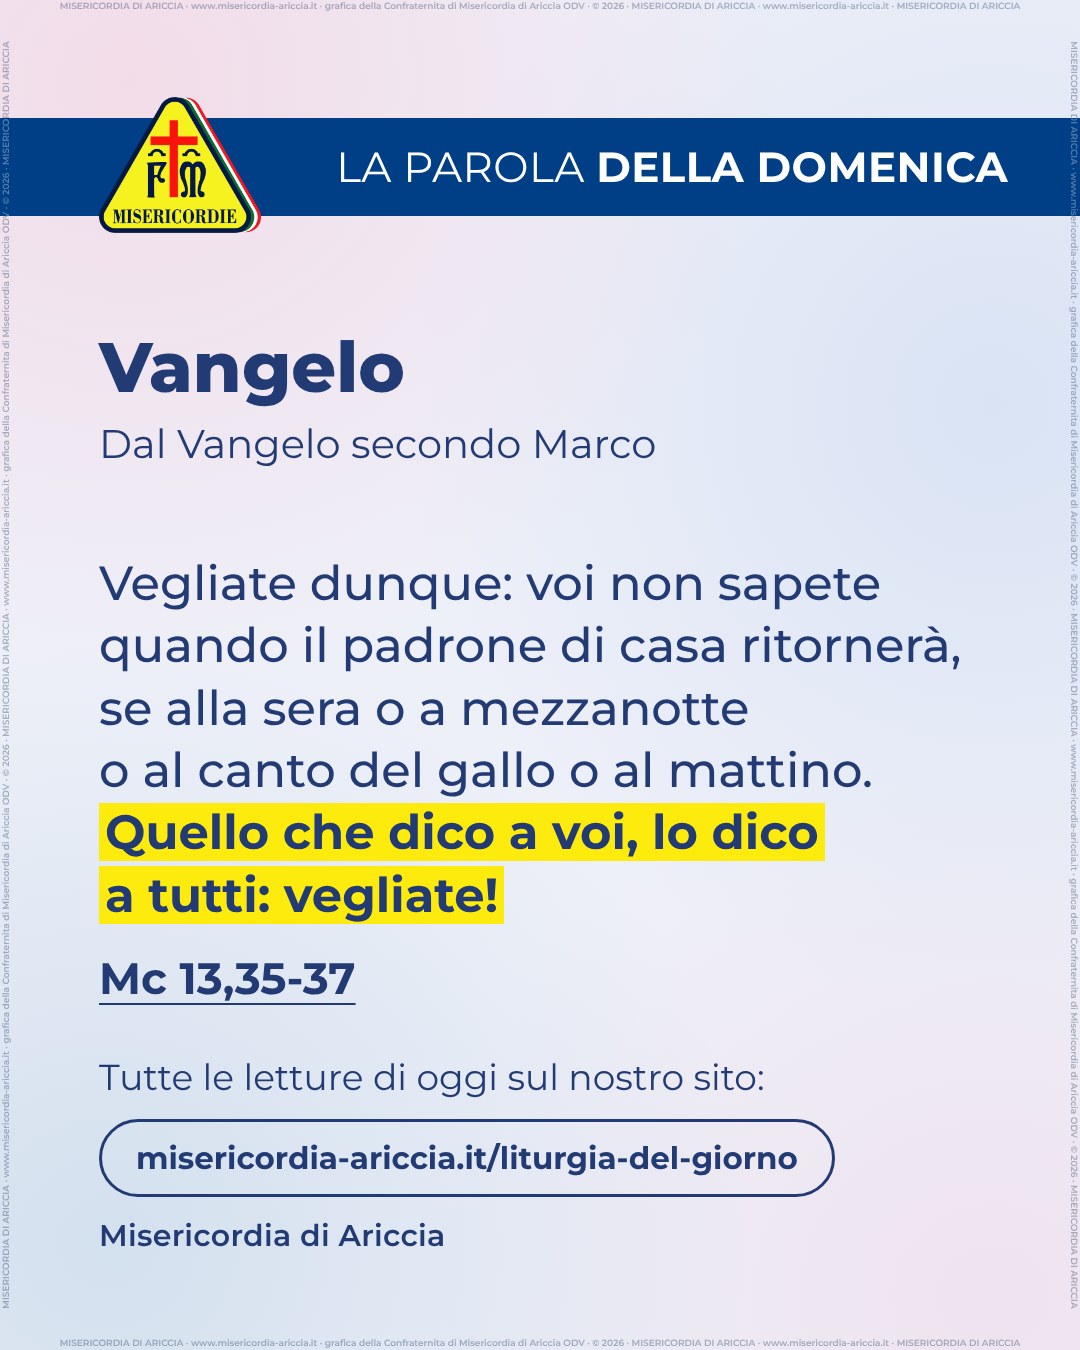 MISERICORDIA DI ARICCIA · www.misericordia-ariccia.it · grafica della Confraternita di Misericordia di Ariccia ODV · © 2026 · MISERICORDIA DI ARICCIA · www.misericordia-ariccia.it · MISERICORDIA DI ARICCIA
LA PAROLA DELLA DOMENICA
F M
MISERICORDIE
Vangelo
Dal Vangelo secondo Marco
Vegliate dunque: voi non sapete
quando il padrone di casa ritornerà,
se alla sera o a mezzanotte
o al canto del gallo o al mattino.
Quello che dico a voi, lo dico
a tutti: vegliate!
Mc 13,35-37
Tutte le letture di oggi sul nostro sito:
misericordia-ariccia.it/liturgia-del-giorno
Misericordia di Ariccia
MISERICORDIA DI ARICCIA · www.misericordia-ariccia.it · grafica della Confraternita di Misericordia di Ariccia ODV · © 2026 · MISERICORDIA DI ARICCIA · www.misericordia-ariccia.it · MISERICORDIA DI ARICCIA